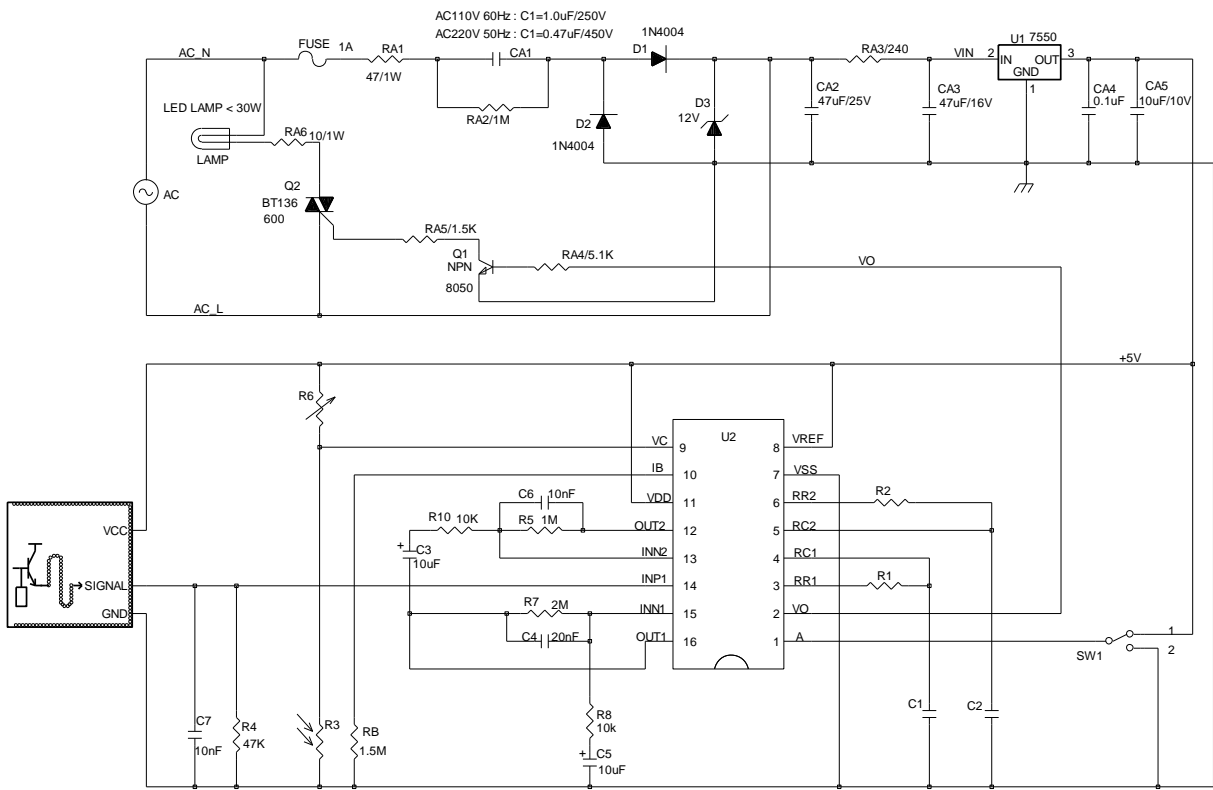 AC110V 60Hz : C1=1.0uF/250V
AC220V 50Hz : C1=0.47uF/450V
AC_N
FUSE
1A
RA1
47/1W
CA1
RA2/1M
D1
1N4004
D2
1N4004
D3
12V
CA2
47uF/25V
RA3/240
CA3
47uF/16V
VIN
2
U1 7550
IN OUT
GND
3
1
CA4
0.1uF
CA5
10uF/10V
LED LAMP < 30W
LAMP
RA6 10/1W
AC
Q2
BT136
600
RA5/1.5K
Q1
NPN
8050
RA4/5.1K
VO
AC_L
+5V
R6
U2
VC 9
IB 10
VDD 11
OUT2 12
INN2 13
INP1 14
INN1 15
OUT1 16
8 VREF
7 VSS
6 RR2
5 RC2
4 RC1
3 RR1
2 VO
1 A
R2
R1
C6 10nF
R10 10K
R5 1M
+ C3
10uF
R7 2M
C4 20nF
VCC
SIGNAL
GND
SW1
1
2
C7
10nF
R4
47K
R3
RB
1.5M
R8
10k
+ C5
10uF
C1
C2